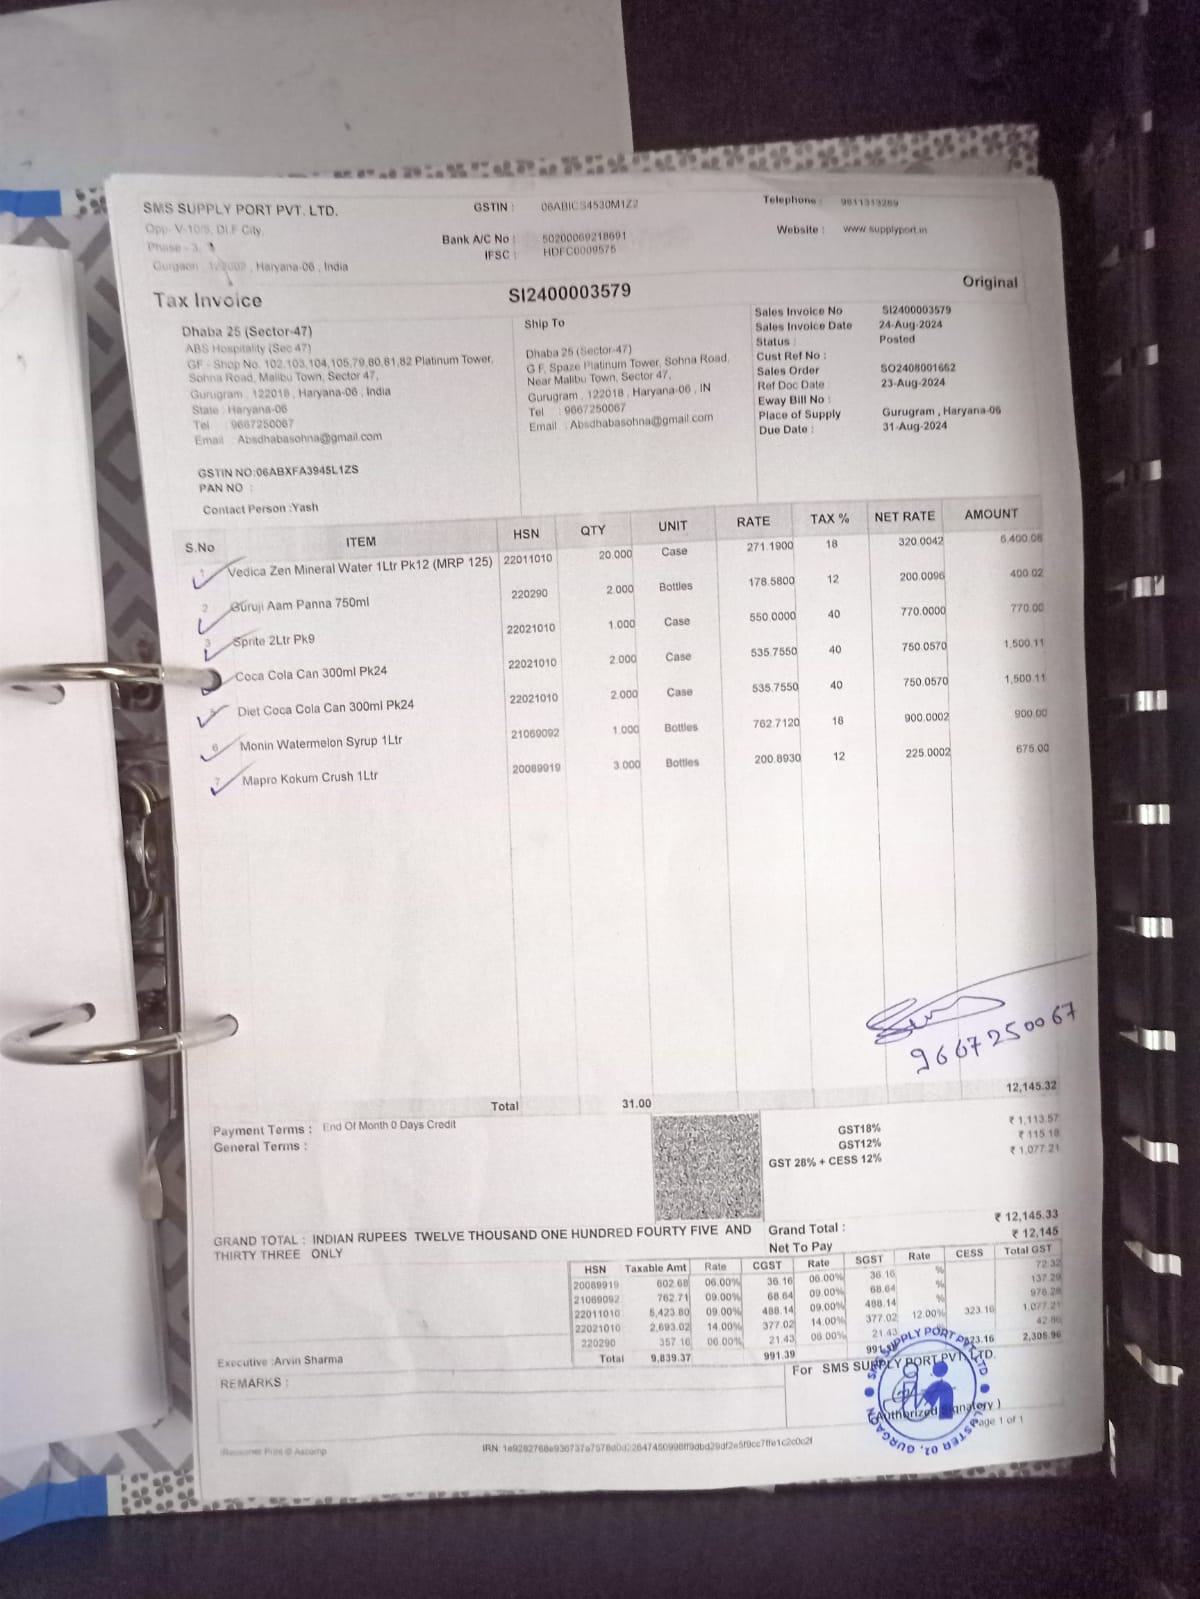 SMS SUPPLY PORT PVT. LTD.
Opp- V-10/5, DLF City,
Phase - 3,
Gurgaon , 122002 , Haryana-06 , India
GSTIN : 06ABICS4530M1Z2
Bank A/C No : 50200069218691
IFSC : HDFC0009575
Telephone : 9811313269
Website : www.supplyport.in
Tax Invoice
SI2400003579
Original
Dhaba 25 (Sector-47)
ABS Hospitality (Sec 47)
GF - Shop No. 102,103,104,105,79,80,81,82 Platinum Tower,
Sohna Road, Malibu Town, Sector 47,
Gurugram , 122018 , Haryana-06 , India
State : Haryana-06
Tel : 9667250067
Email : Absdhabasohna@gmail.com
GSTIN NO:06ABXFA3945L1ZS
PAN NO :
Contact Person :Yash
Ship To
Dhaba 25 (Sector-47)
G F, Spaze Platinum Tower, Sohna Road,
Near Malibu Town, Sector 47,
Gurugram , 122018 , Haryana-06 , IN
Tel : 9667250067
Email : Absdhabasohna@gmail.com
Sales Invoice No SI2400003579
Sales Invoice Date 24-Aug-2024
Status : Posted
Cust Ref No :
Sales Order SO2408001662
Ref Doc Date : 23-Aug-2024
Eway Bill No :
Place of Supply Gurugram , Haryana-06
Due Date : 31-Aug-2024
S.No ITEM HSN QTY UNIT RATE TAX % NET RATE AMOUNT
1 Vedica Zen Mineral Water 1Ltr Pk12 (MRP 125) 22011010 20.000 Case 271.1900 18 320.0042 6,400.08
2 Guruji Aam Panna 750ml 220290 2.000 Bottles 178.5800 12 200.0096 400.02
3 Sprite 2Ltr Pk9 22021010 1.000 Case 550.0000 40 770.0000 770.00
Coca Cola Can 300ml Pk24 22021010 2.000 Case 535.7550 40 750.0570 1,500.11
5 Diet Coca Cola Can 300ml Pk24 22021010 2.000 Case 535.7550 40 750.0570 1,500.11
6 Monin Watermelon Syrup 1Ltr 21069092 1.000 Bottles 762.7120 18 900.0002 900.00
7 Mapro Kokum Crush 1Ltr 20089919 3.000 Bottles 200.8930 12 225.0002 675.00
9667250067
Total 31.00 12,145.32
Payment Terms : End Of Month 0 Days Credit
General Terms :
GST18% ₹ 1,113.57
GST12% ₹ 115.18
GST 28% + CESS 12% ₹ 1,077.21
GRAND TOTAL : INDIAN RUPEES TWELVE THOUSAND ONE HUNDRED FOURTY FIVE AND
THIRTY THREE ONLY
Grand Total : ₹ 12,145.33
Net To Pay ₹ 12,145
HSN Taxable Amt Rate CGST Rate SGST Rate CESS Total GST
20089919 602.68 06.00% 36.16 06.00% 36.16 % 72.32
21069092 762.71 09.00% 68.64 09.00% 68.64 % 137.29
22011010 5,423.80 09.00% 488.14 09.00% 488.14 % 976.28
22021010 2,693.02 14.00% 377.02 14.00% 377.02 12.00% 323.16 1,077.21
220290 357.16 06.00% 21.43 06.00% 21.43 42.86
Total 9,839.37 991.39 323.16 2,305.96
Executive :Arvin Sharma
REMARKS :
For SMS SUPPLY PORT PVT. LTD.
SMS SUPPLY PORT PVT. LTD
GURGAON
(Authorized Signatory )
Page 1 of 1